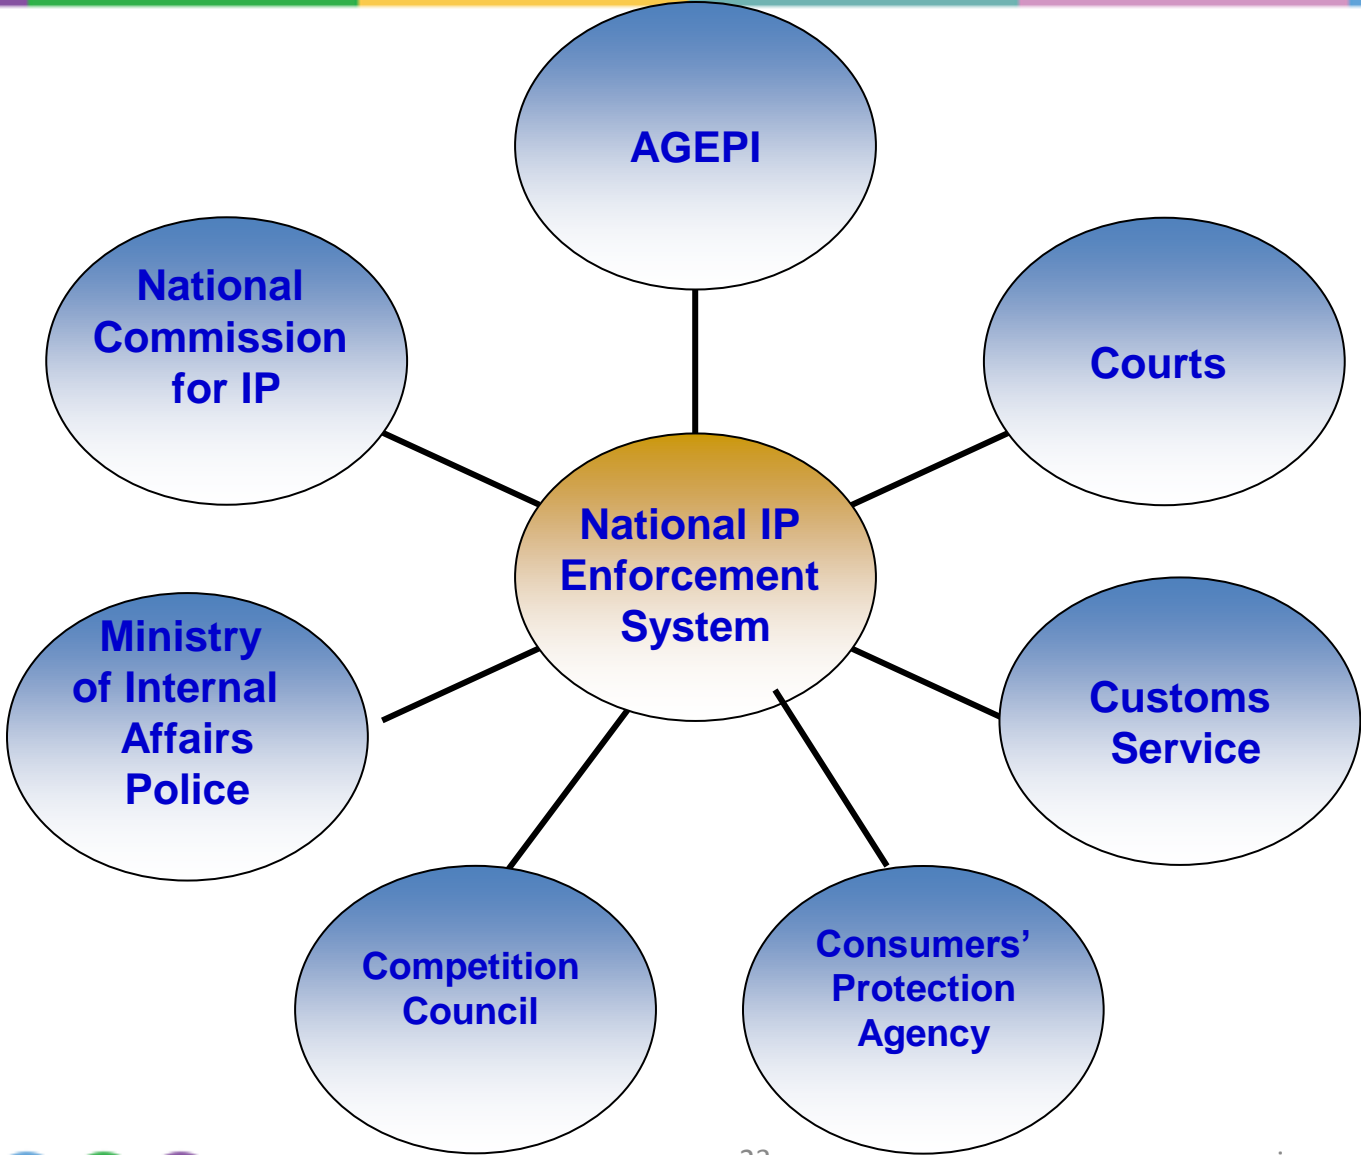 AGEPI
National
Commission
for IP
Courts
National IP
Enforcement
System
Ministry
of Internal
Affairs
Police
Customs
Service
Competition
Council
Consumers’
Protection
Agency